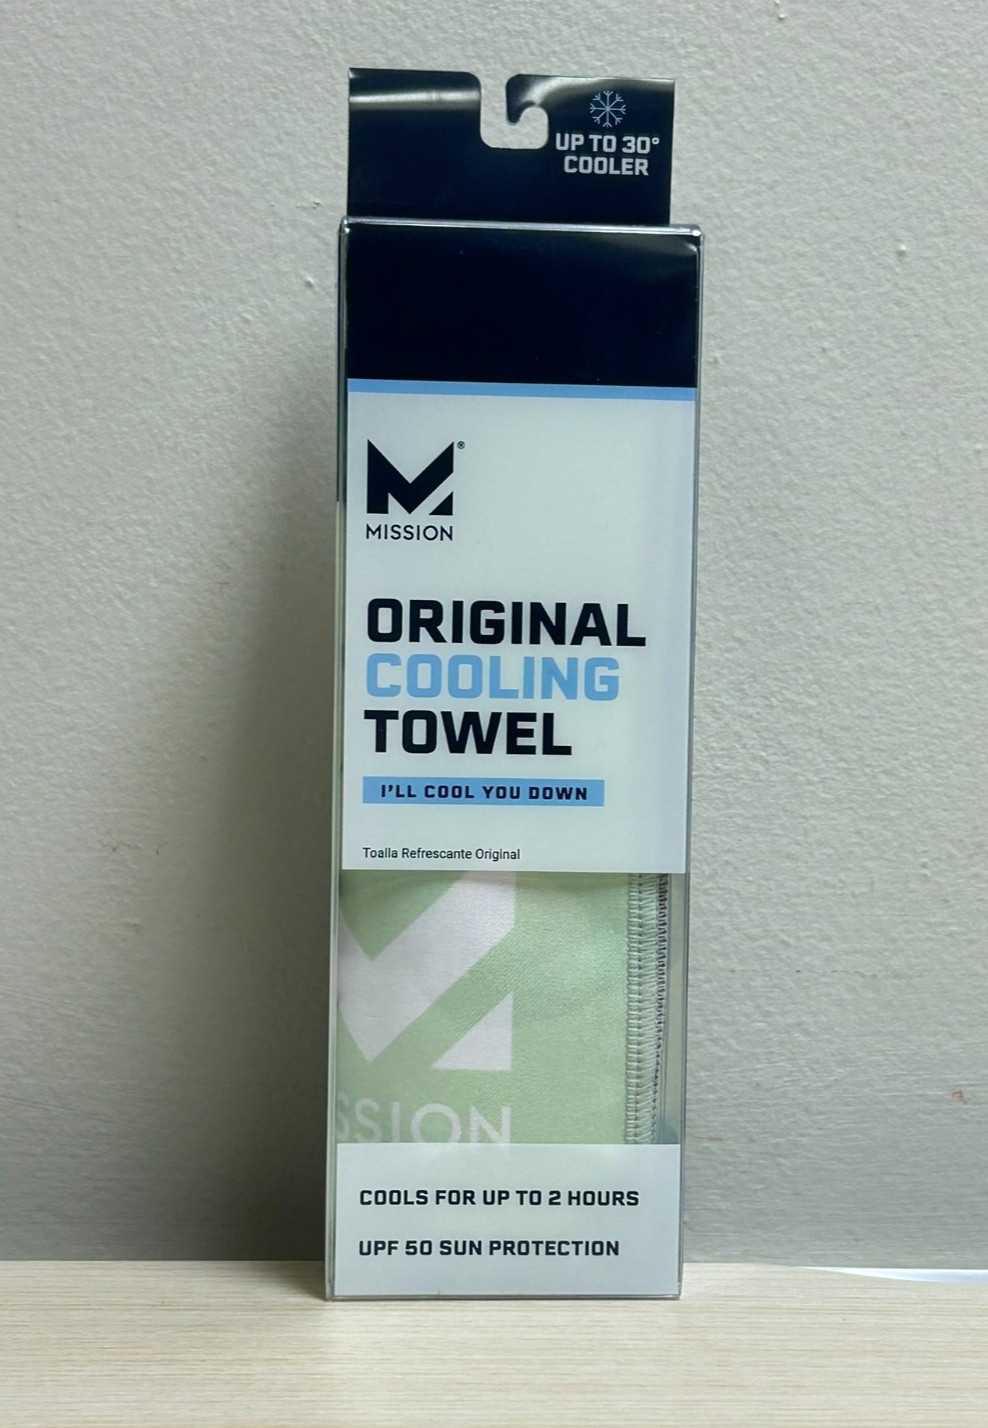 UP TO 30°
COOLER
®
MISSION
ORIGINAL
COOLING
TOWEL
I'LL COOL YOU DOWN
Toalla Refrescante Original
SSION
COOLS FOR UP TO 2 HOURS
UPF 50 SUN PROTECTION